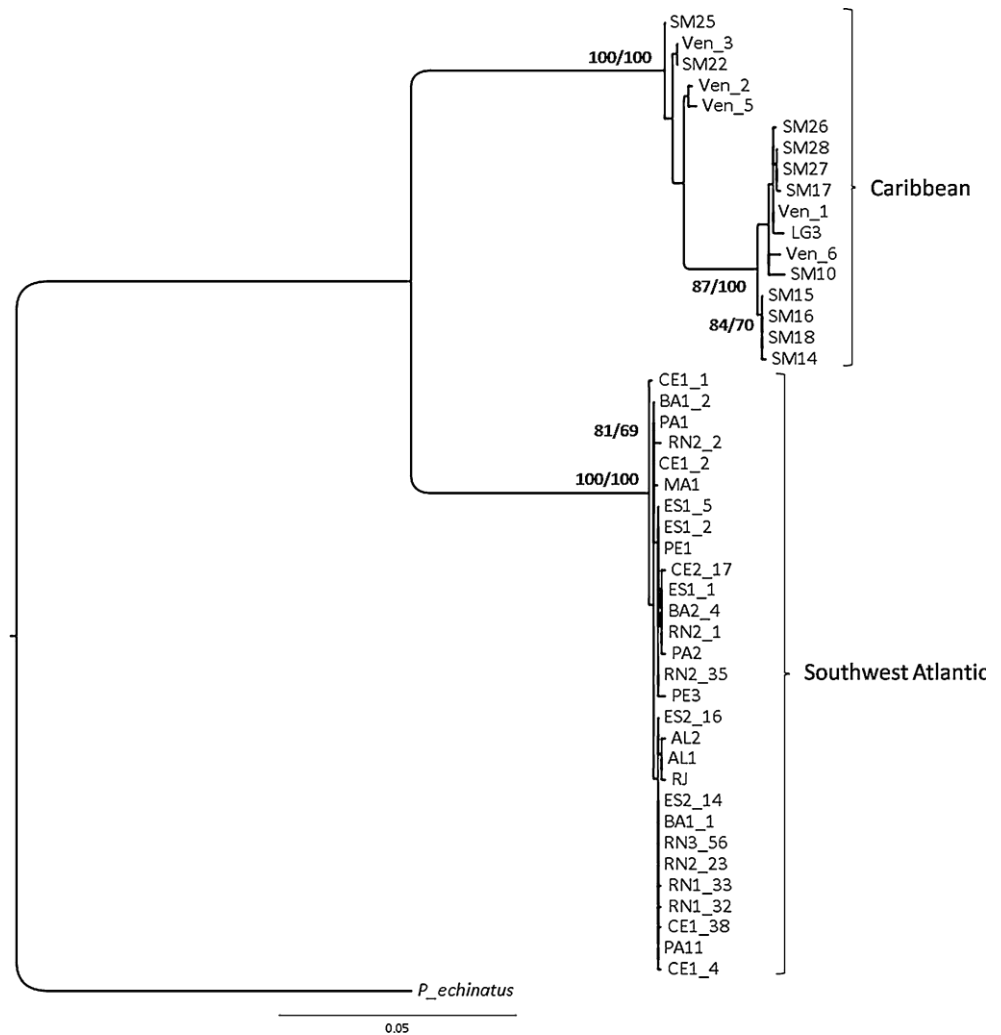 SM25
Ven_3
100/100
SM22
Ven_2
Ven_5
SM26
SM28
SM27
SM17
Caribbean
Ven_1
LG3
Ven_6
SM10
87/100
SM15
SM16
84/70
SM18
SM14
CE1_1
BA1_2
PA1
81/69
RN2_2
CE1_2
100/100
MA1
ES1_5
ES1_2
PE1
CE2_17
ES1_1
BA2_4
RN2_1
PA2
RN2_35
Southwest Atlantic
PE3
ES2_16
AL2
AL1
RJ
ES2_14
BA1_1
RN3_56
RN2_23
RN1_33
RN1_32
CE1_38
PA11
CE1_4
P_echinatus
0.05